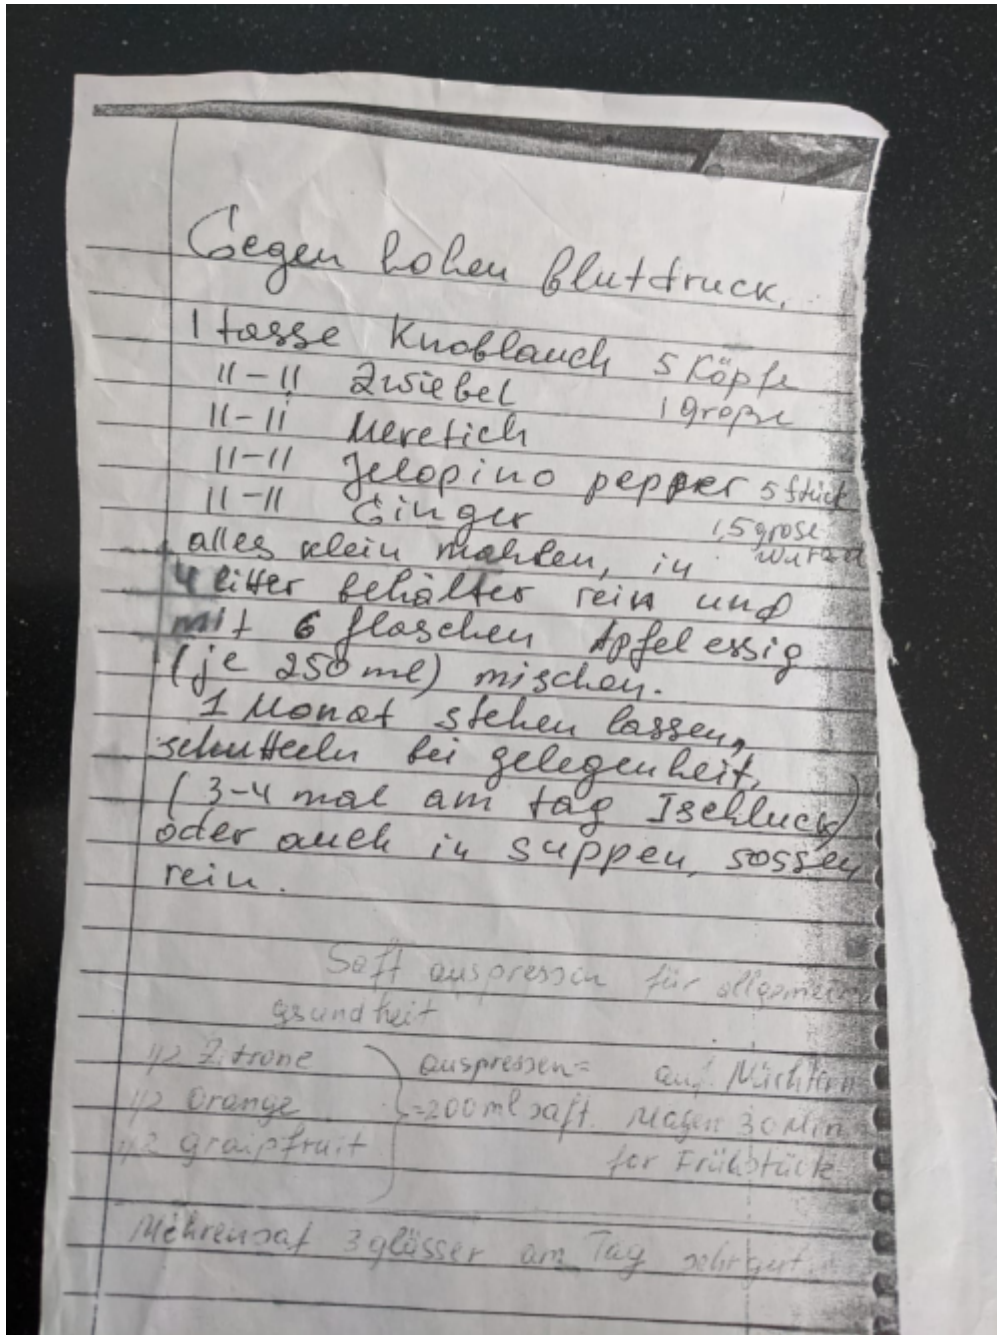 Gegen hohen Blutdruck.
1 tasse Knoblauch 5 Köpfe
11-11 Zwiebel 1 große
11-11 Meretich
11-11 Jelopino pepper 5 stück
11-11 Ginger 1,5 grose wurzel
alles klein mahlen, in
4 litter behälter rein und
mit 6 flaschen Apfelessig
(je 250 ml) mischen.
1 Monat stehen lassen,
schutteln bei gelegenheit,
(3-4 mal am tag 1 schluck)
oder auch in suppen, sossen
rein.
Saft auspressen für allgemein
gsundheit
1/2 Zitrone auspressen= auf Nüchtern
1/2 Orange =200ml saft. Magen 30 Min
1/2 graipfruit for Frühstück
Mehrensaf 3 glässer am Tag sehr gut.